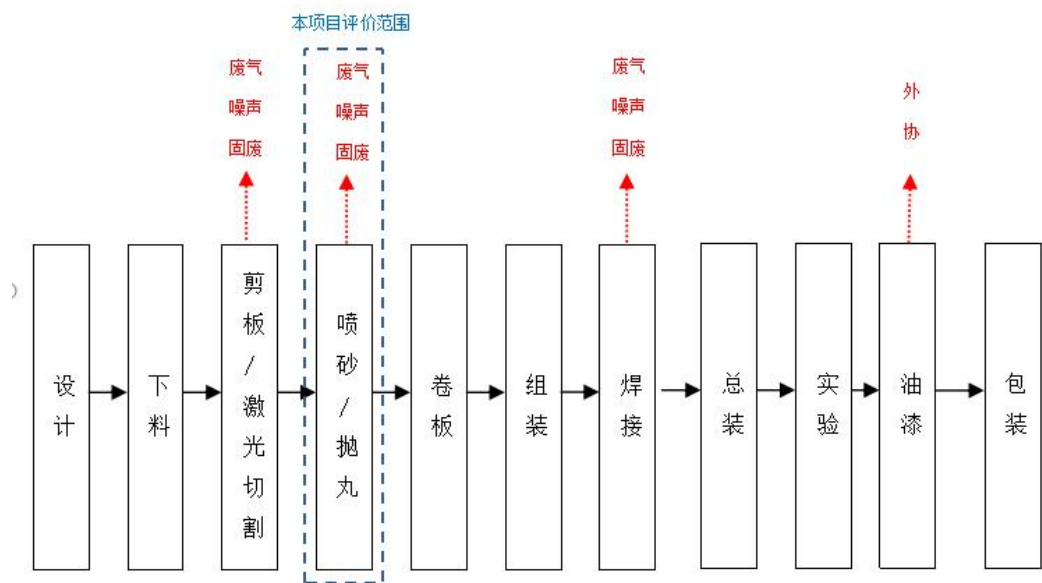 本项目评价范围
废气
噪声
固废
废气
噪声
固废
废气
噪声
固废
外
协
设计
下料
剪板/激光切割
喷砂/抛丸
卷板
组装
焊接
总装
实验
油漆
包装